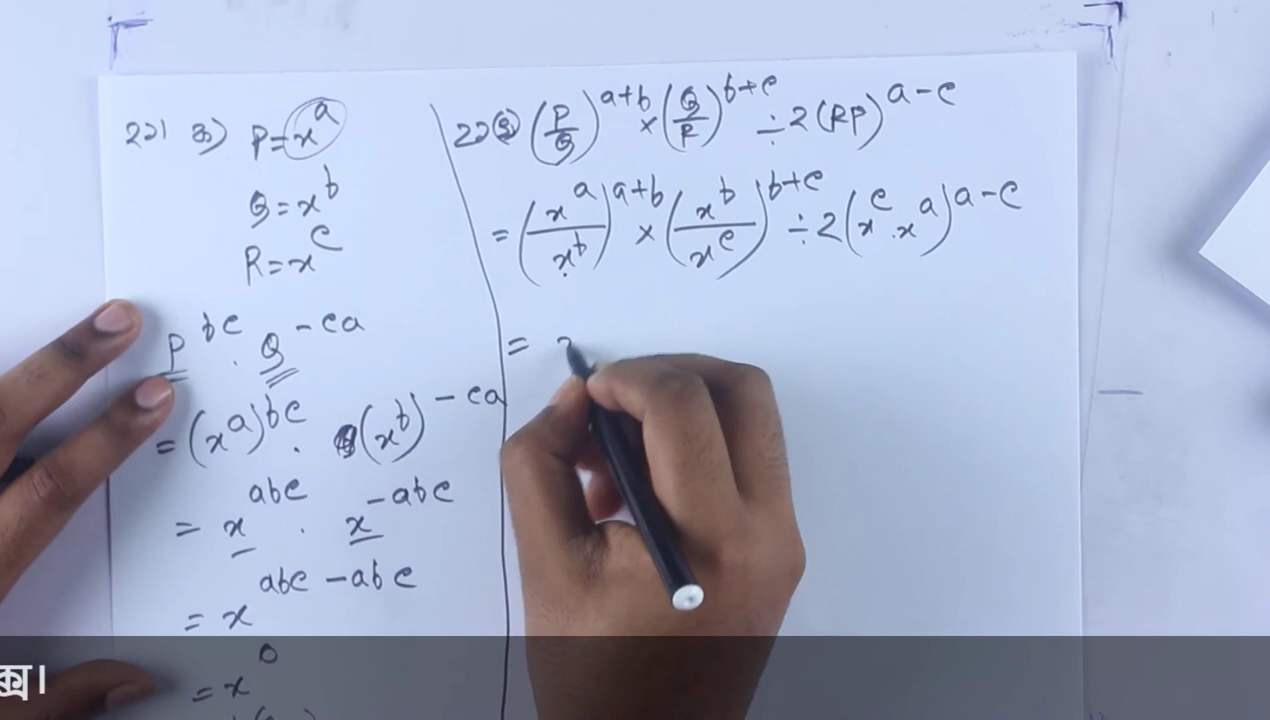 ২২। ক) P = x^a
Q = x^b
R = x^c
P^bc . Q^-ca
= (x^a)^bc . (x^b)^-ca
= x^abc . x^-abc
= x^abc - abc
= x^0
২২ (P/Q)^a+b × (Q/R)^b+c ÷ 2(RP)^a-c
= (x^a/x^b)^a+b × (x^b/x^c)^b+c ÷ 2(x^c . x^a)^a-c
=
ক্স।